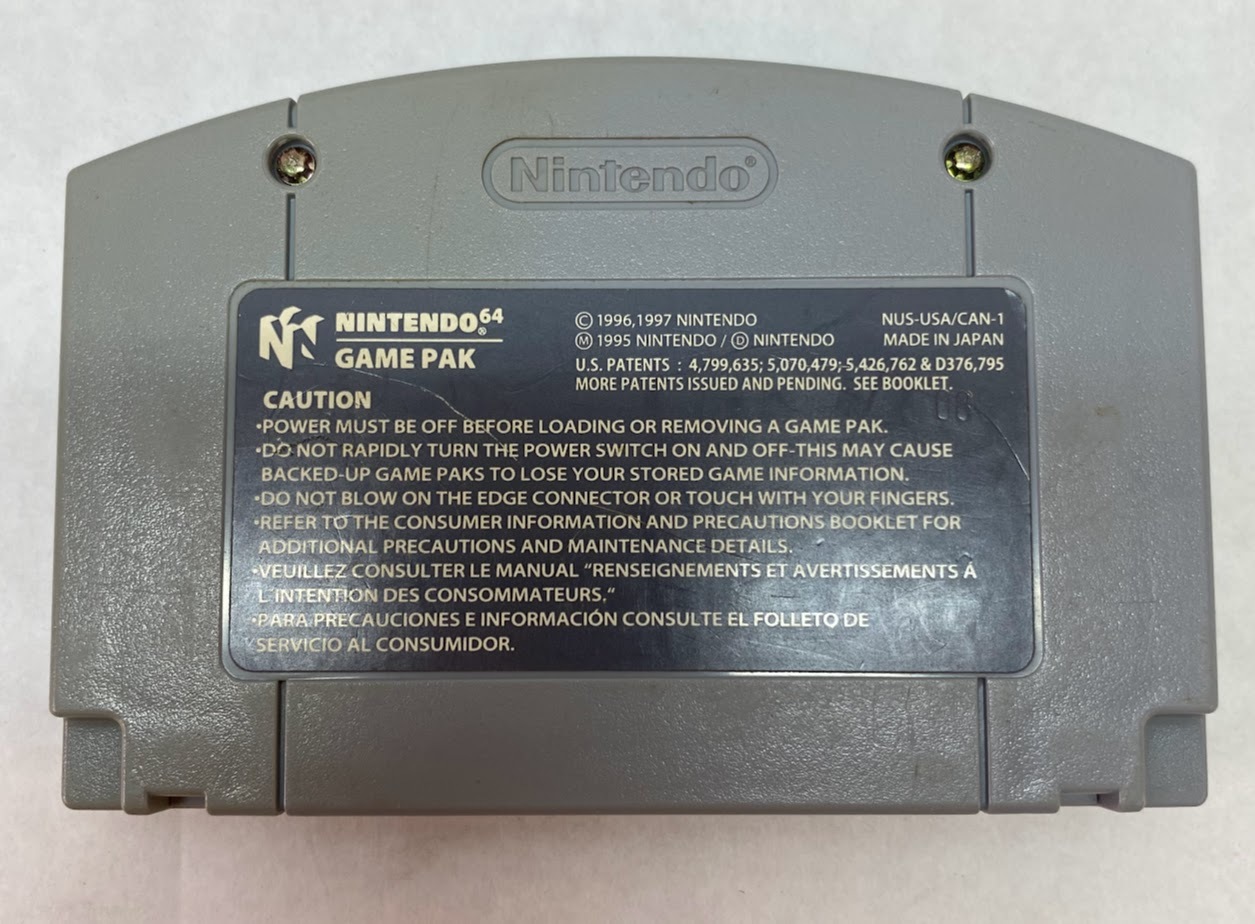 Nintendo®
NINTENDO64®
GAME PAK
© 1996,1997 NINTENDO
Ⓜ 1995 NINTENDO / Ⓓ NINTENDO
NUS-USA/CAN-1
MADE IN JAPAN
U.S. PATENTS : 4,799,635; 5,070,479; 5,426,762 & D376,795
MORE PATENTS ISSUED AND PENDING. SEE BOOKLET.
CAUTION
•POWER MUST BE OFF BEFORE LOADING OR REMOVING A GAME PAK.
•DO NOT RAPIDLY TURN THE POWER SWITCH ON AND OFF-THIS MAY CAUSE
BACKED-UP GAME PAKS TO LOSE YOUR STORED GAME INFORMATION.
•DO NOT BLOW ON THE EDGE CONNECTOR OR TOUCH WITH YOUR FINGERS.
•REFER TO THE CONSUMER INFORMATION AND PRECAUTIONS BOOKLET FOR
ADDITIONAL PRECAUTIONS AND MAINTENANCE DETAILS.
•VEUILLEZ CONSULTER LE MANUAL “RENSEIGNEMENTS ET AVERTISSEMENTS À
L'INTENTION DES CONSOMMATEURS.“
•PARA PRECAUCIONES E INFORMACIÓN CONSULTE EL FOLLETO DE
SERVICIO AL CONSUMIDOR.